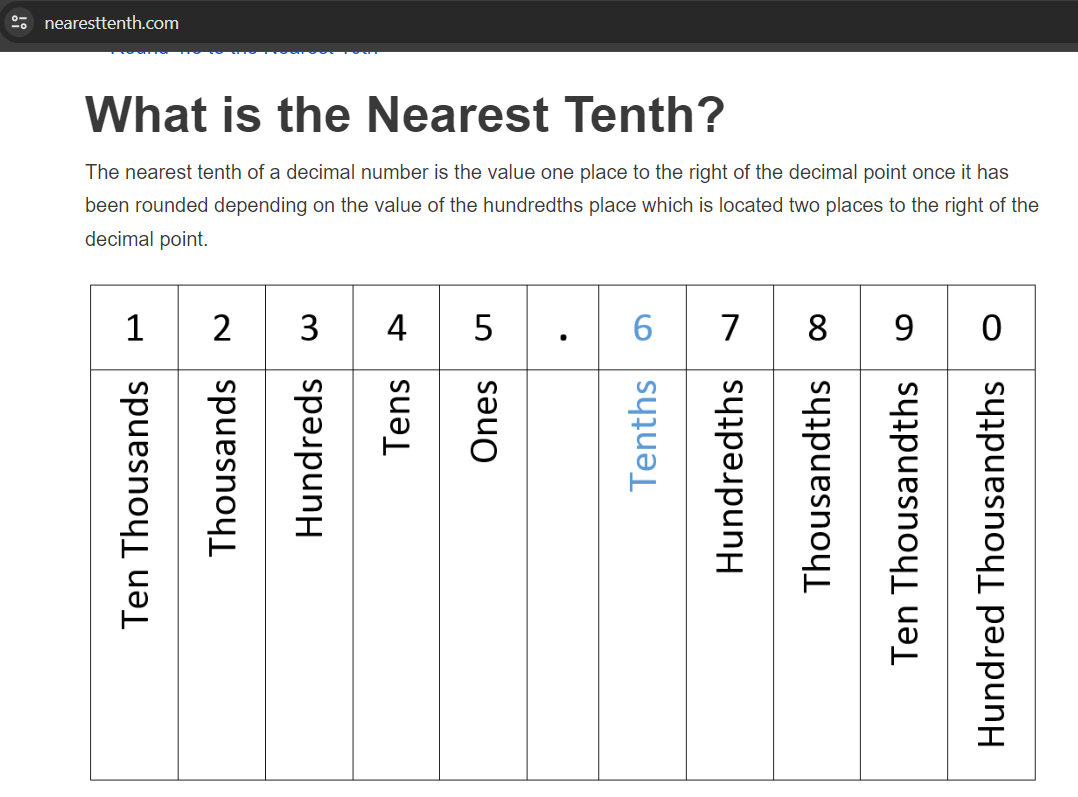 nearesttenth.com
What is the Nearest Tenth?
The nearest tenth of a decimal number is the value one place to the right of the decimal point once it has
been rounded depending on the value of the hundredths place which is located two places to the right of the
decimal point.
1 2 3 4 5 . 6 7 8 9 0
Ten Thousands
Thousands
Hundreds
Tens
Ones
Tenths
Hundredths
Thousandths
Ten Thousandths
Hundred Thousandths